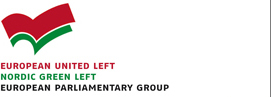 EUROPEAN UNITED LEFT
NORDIC GREEN LEFT
EUROPEAN PARLIAMENTARY GROUP